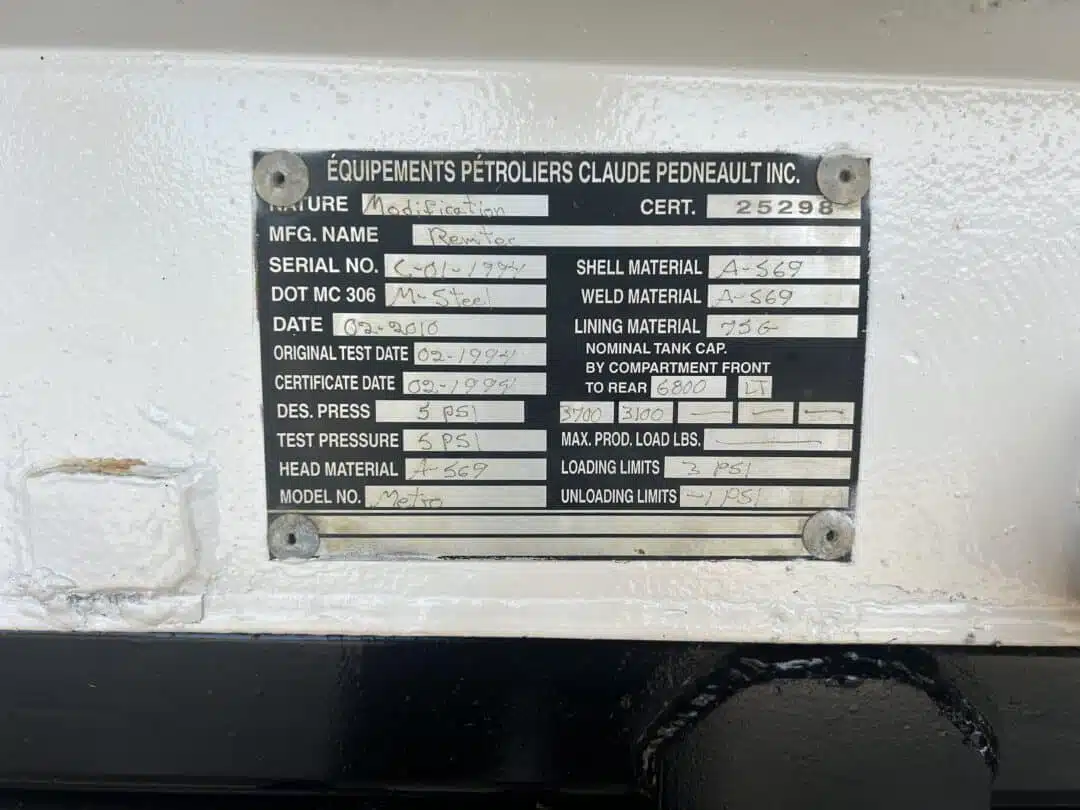 ÉQUIPEMENTS PÉTROLIERS CLAUDE PEDNEAULT INC.
NATURE Modification CERT. 25298
MFG. NAME Remtec
SERIAL NO. C-01-1994 SHELL MATERIAL A-569
DOT MC 306 M-Steel WELD MATERIAL A-569
DATE 02-2010 LINING MATERIAL
ORIGINAL TEST DATE 02-1994 NOMINAL TANK CAP.
BY COMPARTMENT FRONT
CERTIFICATE DATE 02-1994 TO REAR 6800 LT
DES. PRESS 5 PSI 3700 3100 — — —
TEST PRESSURE 5 PSI MAX. PROD. LOAD LBS. —
HEAD MATERIAL A-569 LOADING LIMITS 3 PSI
MODEL NO. Metro UNLOADING LIMITS -1 PSI